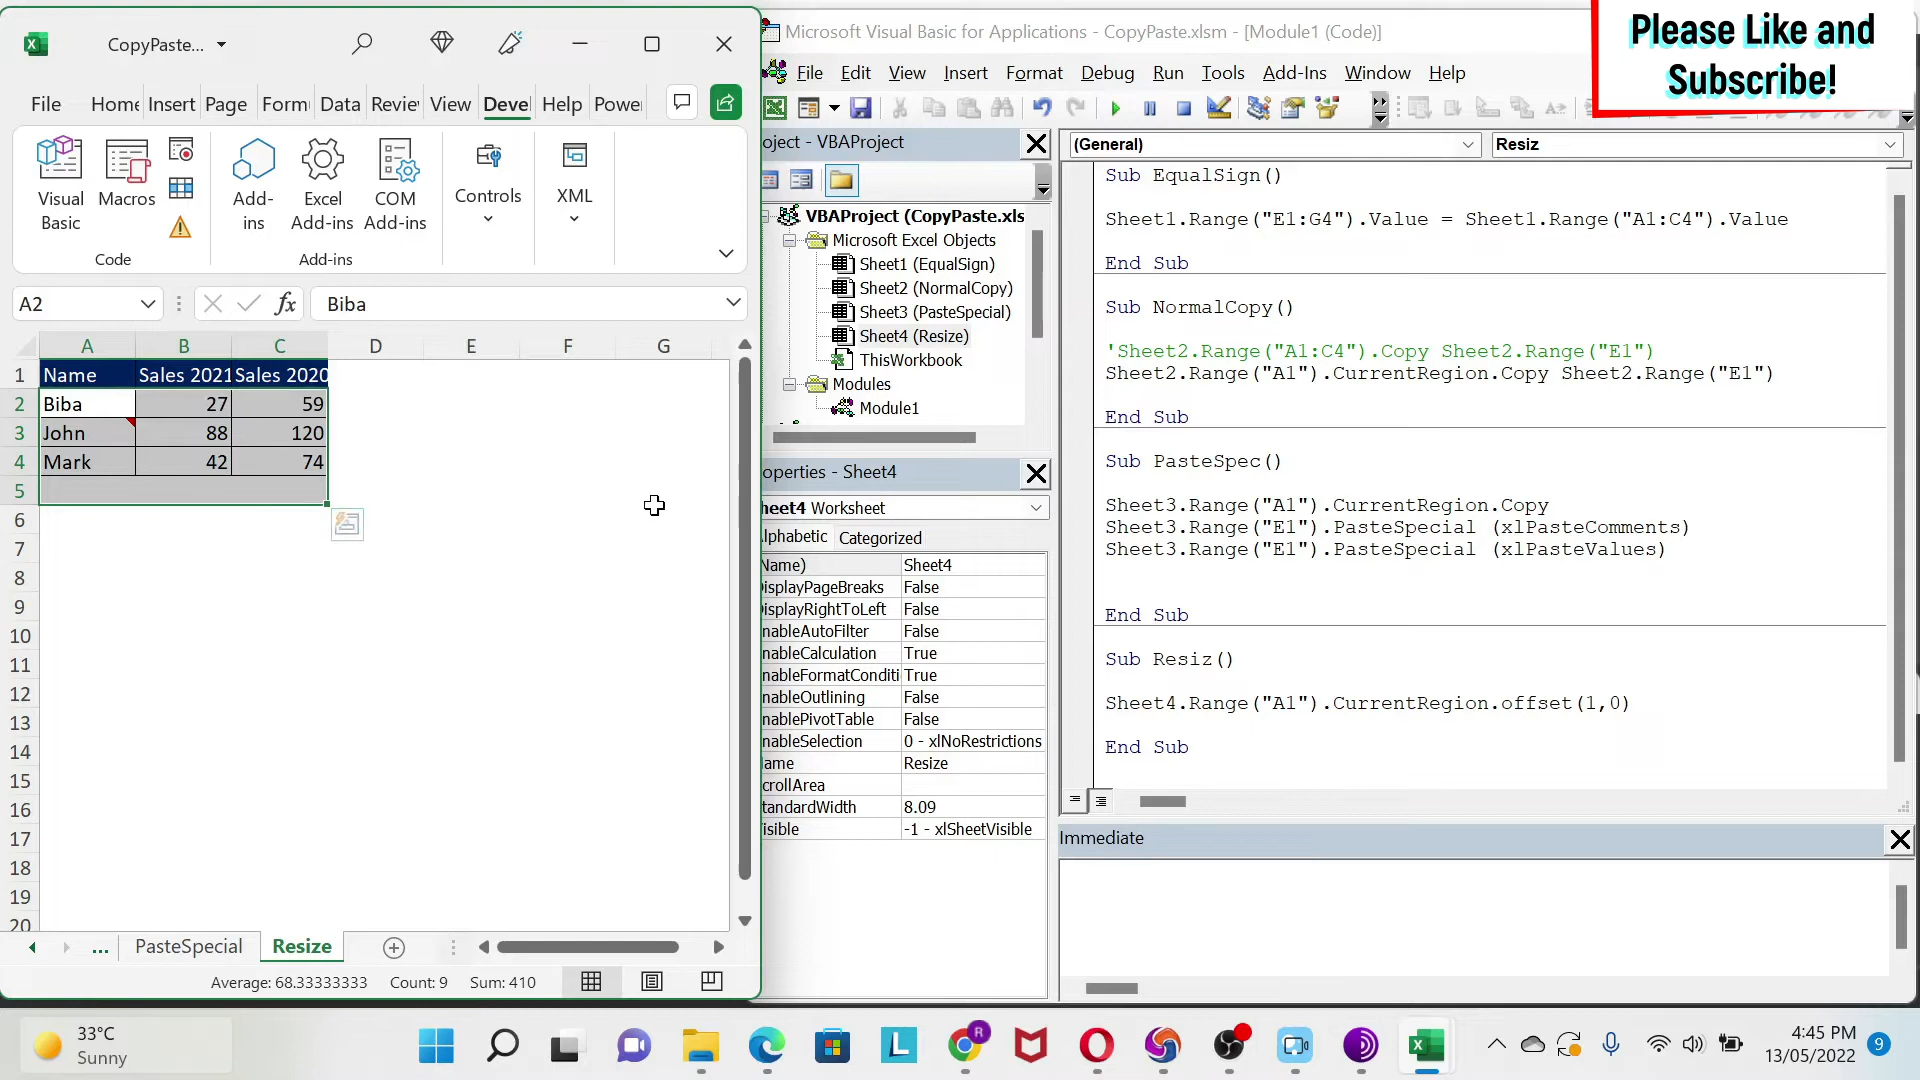 CopyPaste...
Microsoft Visual Basic for Applications - CopyPaste.xlsm - [Module1 (Code)]
Please Like and
Subscribe!
File Edit View Insert Format Debug Run Tools Add-Ins Window Help
File Home Insert Page Form Data Review View Deve Help Power
Visual Basic
Macros
Add-ins
Excel Add-ins
COM Add-ins
Controls
XML
Code
Add-ins
oject - VBAProject
VBAProject (CopyPaste.xls
Microsoft Excel Objects
Sheet1 (EqualSign)
Sheet2 (NormalCopy)
Sheet3 (PasteSpecial)
Sheet4 (Resize)
ThisWorkbook
Modules
Module1
(General)
Resiz
A2
fx
Biba
A B C D E F G
1 Name Sales 2021 Sales 2020
2 Biba 27 59
3 John 88 120
4 Mark 42 74
5
6
7
8
9
10
11
12
13
14
15
16
17
18
19
20
operties - Sheet4
heet4 Worksheet
lphabetic Categorized
Name) Sheet4
DisplayPageBreaks False
DisplayRightToLeft False
nableAutoFilter False
nableCalculation True
nableFormatConditi True
nableOutlining False
nablePivotTable False
nableSelection 0 - xlNoRestrictions
ame Resize
crollArea
tandardWidth 8.09
isible -1 - xlSheetVisible
Sub EqualSign()
Sheet1.Range("E1:G4").Value = Sheet1.Range("A1:C4").Value
End Sub
Sub NormalCopy()
'Sheet2.Range("A1:C4").Copy Sheet2.Range("E1")
Sheet2.Range("A1").CurrentRegion.Copy Sheet2.Range("E1")
End Sub
Sub PasteSpec()
Sheet3.Range("A1").CurrentRegion.Copy
Sheet3.Range("E1").PasteSpecial (xlPasteComments)
Sheet3.Range("E1").PasteSpecial (xlPasteValues)
End Sub
Sub Resiz()
Sheet4.Range("A1").CurrentRegion.offset(1,0)
End Sub
Immediate
... PasteSpecial Resize
Average: 68.33333333 Count: 9 Sum: 410
33°C
Sunny
L
R
4:45 PM
13/05/2022
9